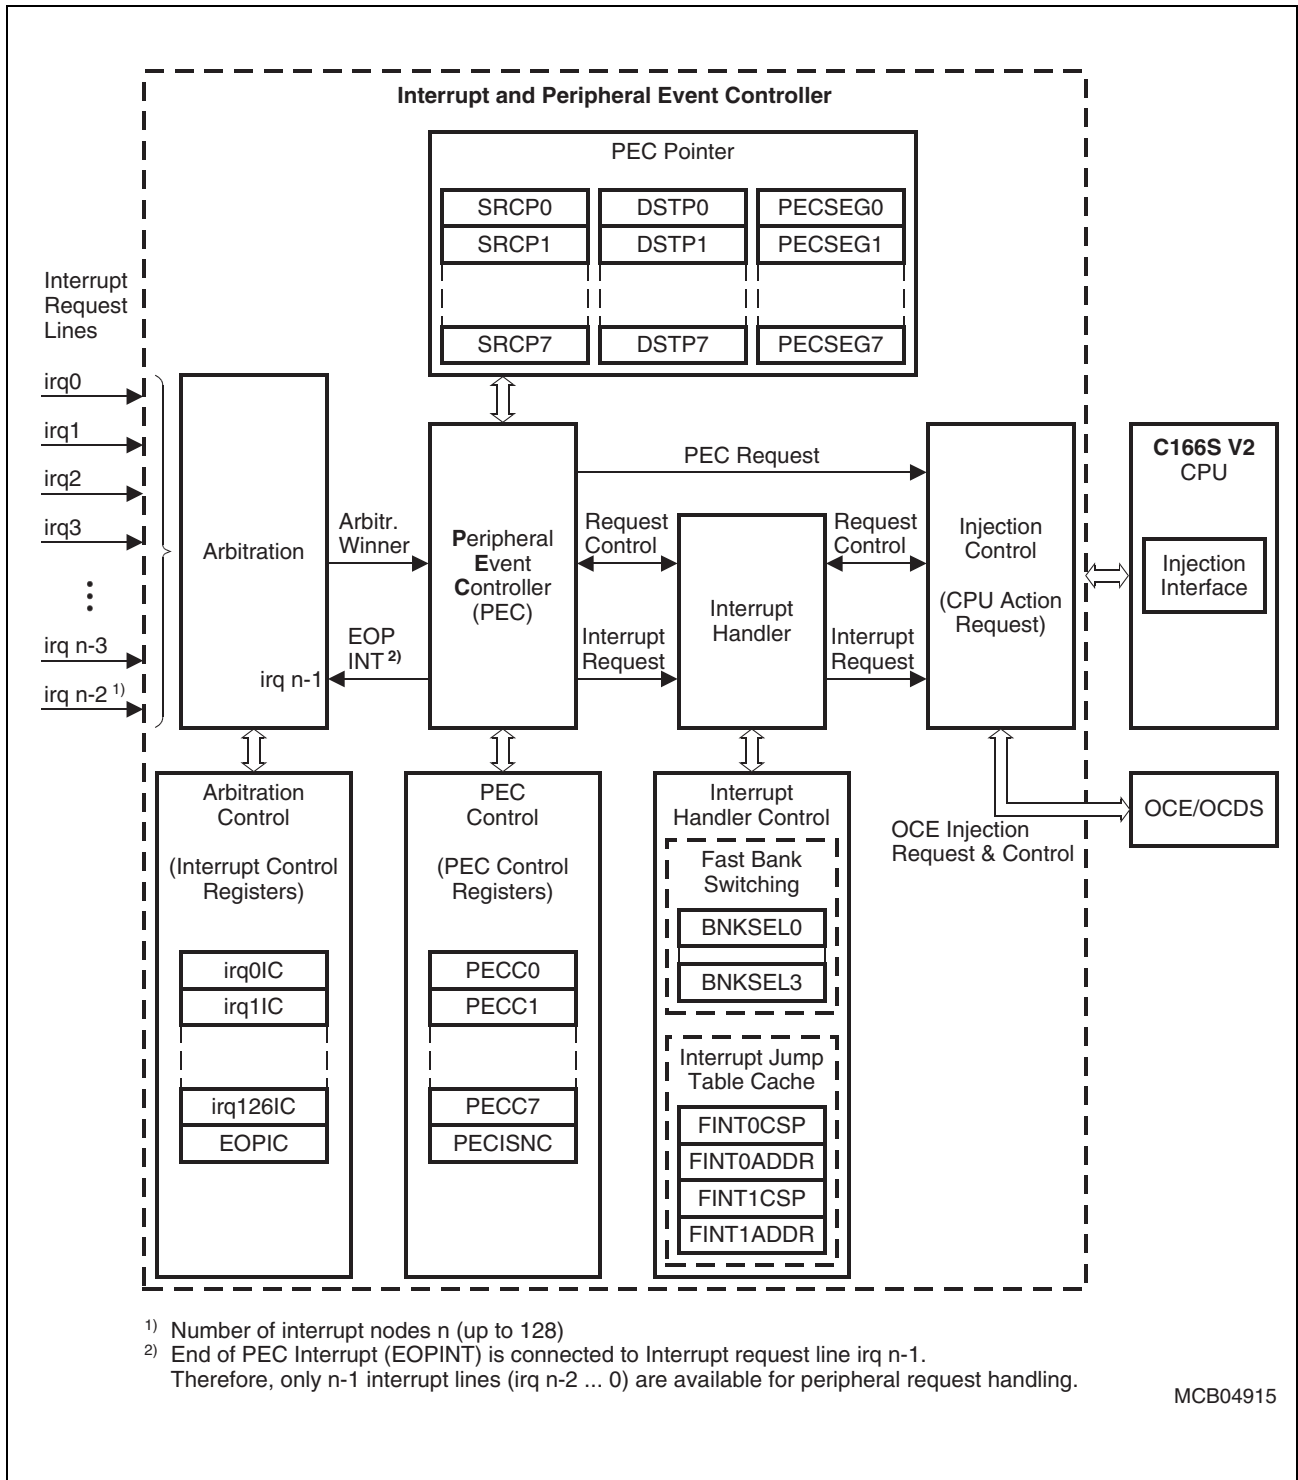 Interrupt and Peripheral Event Controller
PEC Pointer
SRCP0
DSTP0
PECSEG0
SRCP1
DSTP1
PECSEG1
SRCP7
DSTP7
PECSEG7
Interrupt
Request
Lines
irq0
irq1
irq2
irq3
irq n-3
irq n-2 1)
Arbitration
irq n-1
Arbitr.
Winner
EOP
INT 2)
Peripheral
Event
Controller
(PEC)
PEC Request
Request
Control
Interrupt
Request
Interrupt
Handler
Request
Control
Interrupt
Request
Injection
Control
(CPU Action
Request)
C166S V2
CPU
Injection
Interface
OCE/OCDS
OCE Injection
Request & Control
Arbitration
Control
(Interrupt Control
Registers)
irq0IC
irq1IC
irq126IC
EOPIC
PEC
Control
(PEC Control
Registers)
PECC0
PECC1
PECC7
PECISNC
Interrupt
Handler Control
Fast Bank
Switching
BNKSEL0
BNKSEL3
Interrupt Jump
Table Cache
FINT0CSP
FINT0ADDR
FINT1CSP
FINT1ADDR
1) Number of interrupt nodes n (up to 128)
2) End of PEC Interrupt (EOPINT) is connected to Interrupt request line irq n-1.
Therefore, only n-1 interrupt lines (irq n-2 ... 0) are available for peripheral request handling.
MCB04915